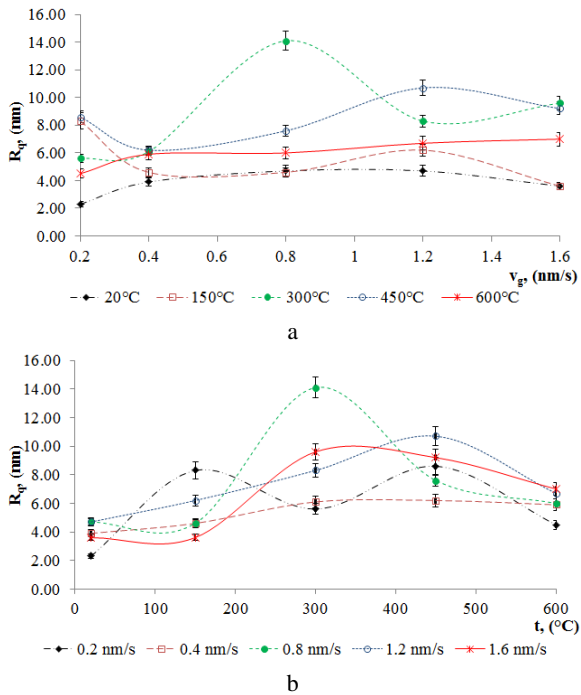 16.00
14.00
12.00
10.00
8.00
6.00
4.00
2.00
0.00
Rq, (nm)
0.2 0.4 0.6 0.8 1 1.2 1.4 1.6
vg, (nm/s)
20°C 150°C 300°C 450°C 600°C
a
16.00
14.00
12.00
10.00
8.00
6.00
4.00
2.00
0.00
Rq, (nm)
0 100 200 300 400 500 600
t, (°C)
0.2 nm/s 0.4 nm/s 0.8 nm/s 1.2 nm/s 1.6 nm/s
b